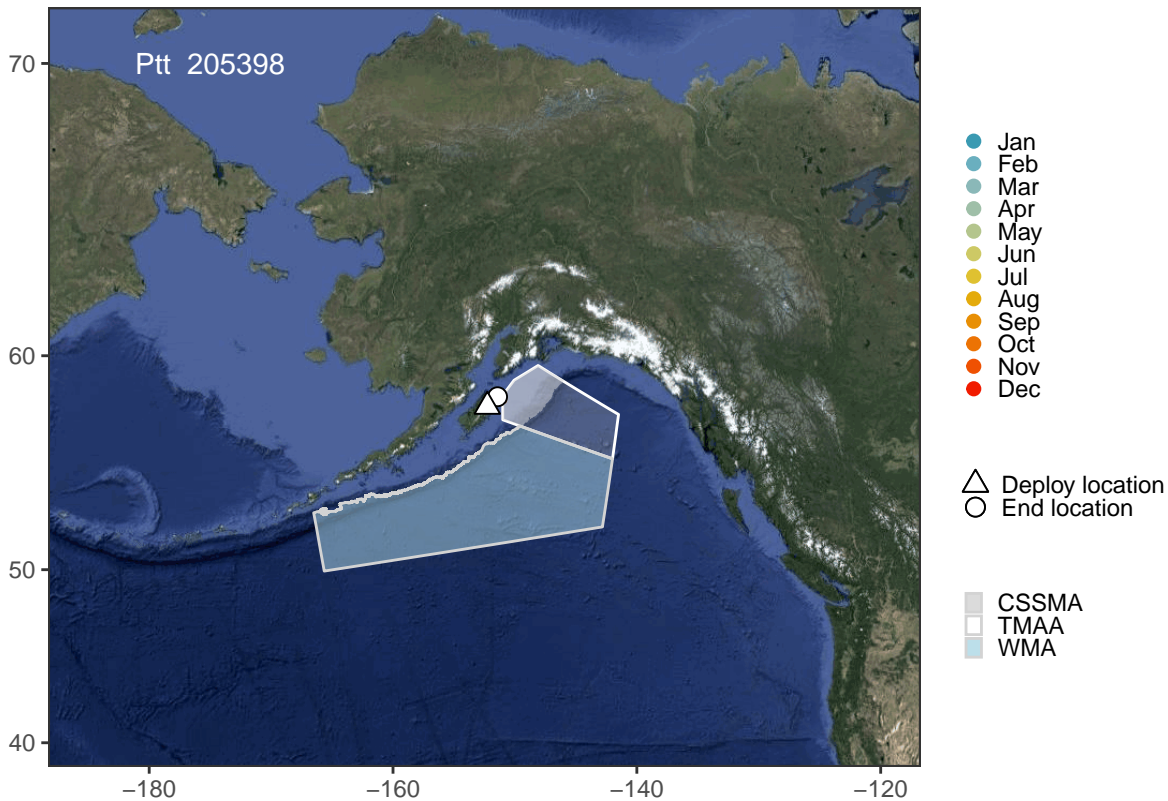 Ptt 205398
70
60
50
40
−180
−160
−140
−120
Jan
Feb
Mar
Apr
May
Jun
Jul
Aug
Sep
Oct
Nov
Dec
Deploy location
End location
CSSMA
TMAA
WMA